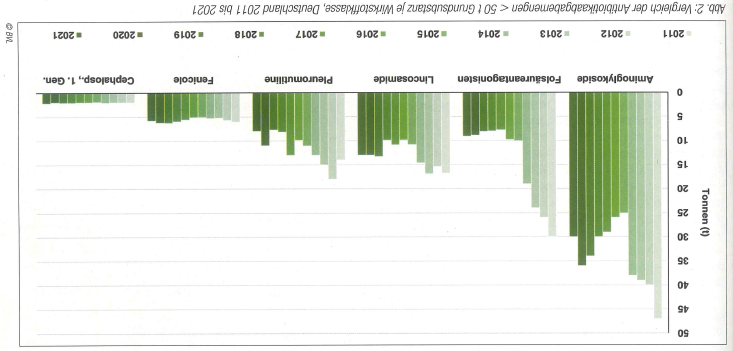 50
45
40
35
30
25
20
15
10
5
0
Tonnen (t)
Aminoglykoside
Folsäureantagonisten
Lincosamide
Pleuromutiline
Fenicole
Cephalosp., 1. Gen.
2011
2012
2013
2014
2015
2016
2017
2018
2019
2020
2021
© BVL
Abb. 2: Vergleich der Antibiotikaabgabemengen < 50 t Grundsubstanz je Wirkstoffklasse, Deutschland 2011 bis 2021